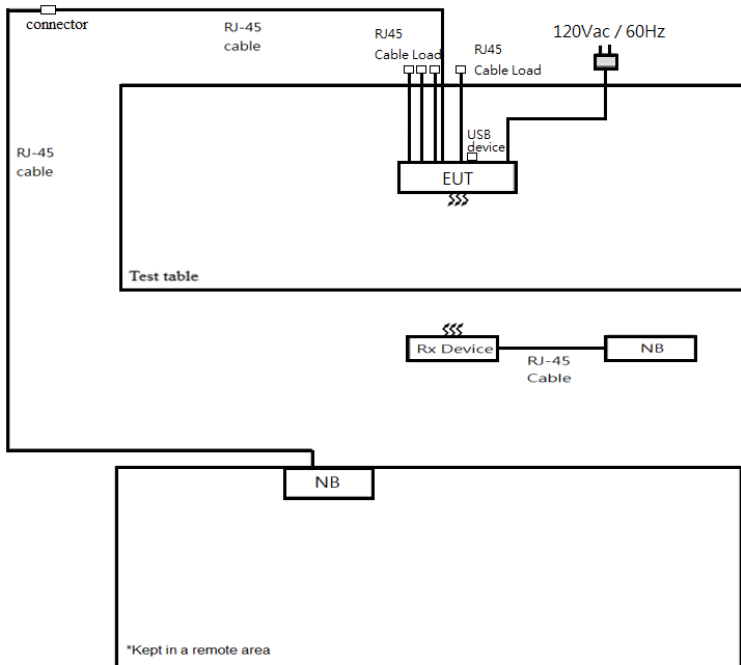 connector
RJ-45
cable
RJ45
Cable Load
RJ45
Cable Load
120Vac / 60Hz
RJ-45
cable
USB
device
EUT
Test table
Rx Device
NB
RJ-45
Cable
NB
*Kept in a remote area